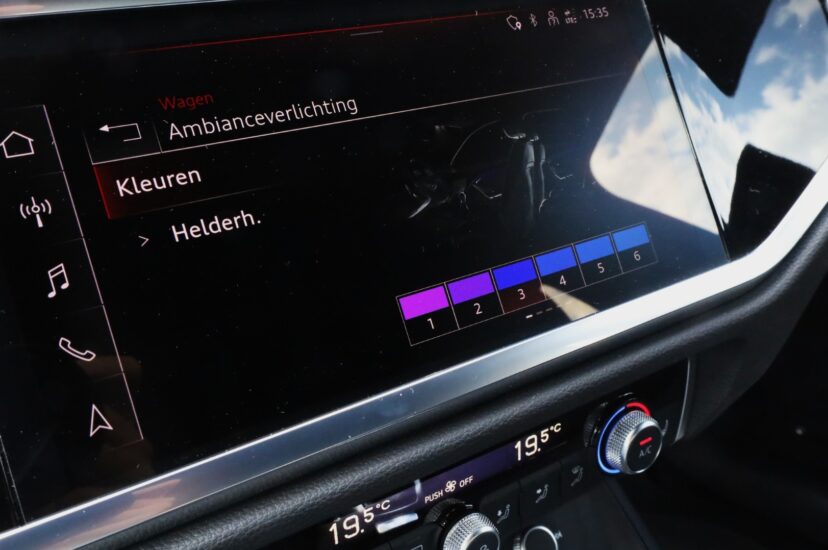 15:35
Wagen
Ambianceverlichting
Kleuren
Helderh.
1 2 3 4 5 6
19.5°C
A/C
PUSH OFF
19.5°C